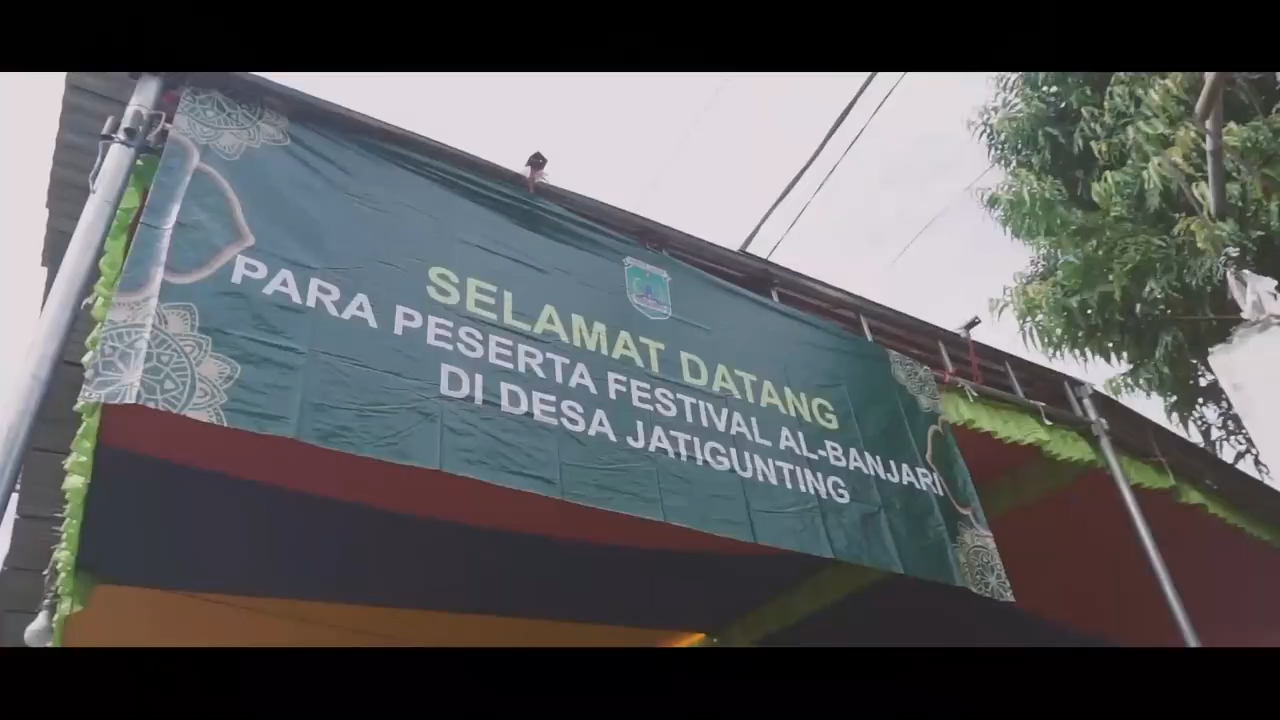 SELAMAT DATANG
PARA PESERTA FESTIVAL AL-BANJARI
DI DESA JATIGUNTING